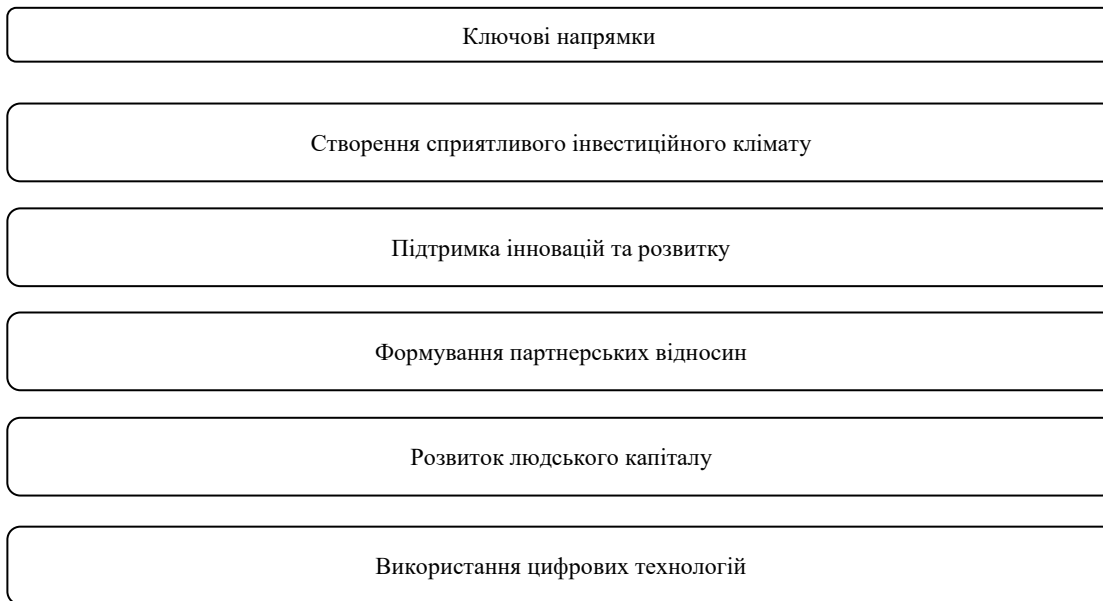 Ключові напрямки
Створення сприятливого інвестиційного клімату
Підтримка інновацій та розвитку
Формування партнерських відносин
Розвиток людського капіталу
Використання цифрових технологій